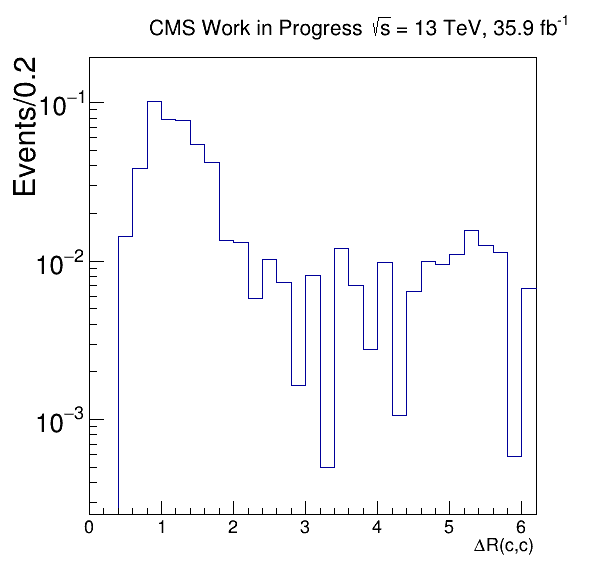 CMS Work in Progress √s = 13 TeV, 35.9 fb⁻¹
Events/0.2
10⁻¹
10⁻²
10⁻³
0 1 2 3 4 5 6
ΔR(c,c)